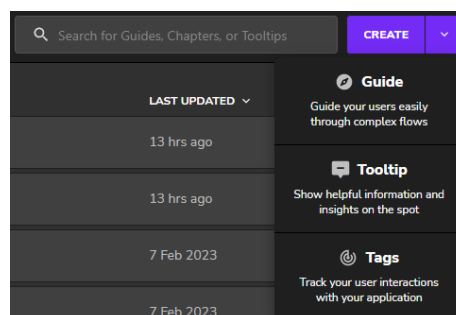 Search for Guides, Chapters, or Tooltips
CREATE
LAST UPDATED
13 hrs ago
13 hrs ago
7 Feb 2023
7 Feb 2023
Guide
Guide your users easily
through complex flows
Tooltip
Show helpful information and
insights on the spot
Tags
Track your user interactions
with your application